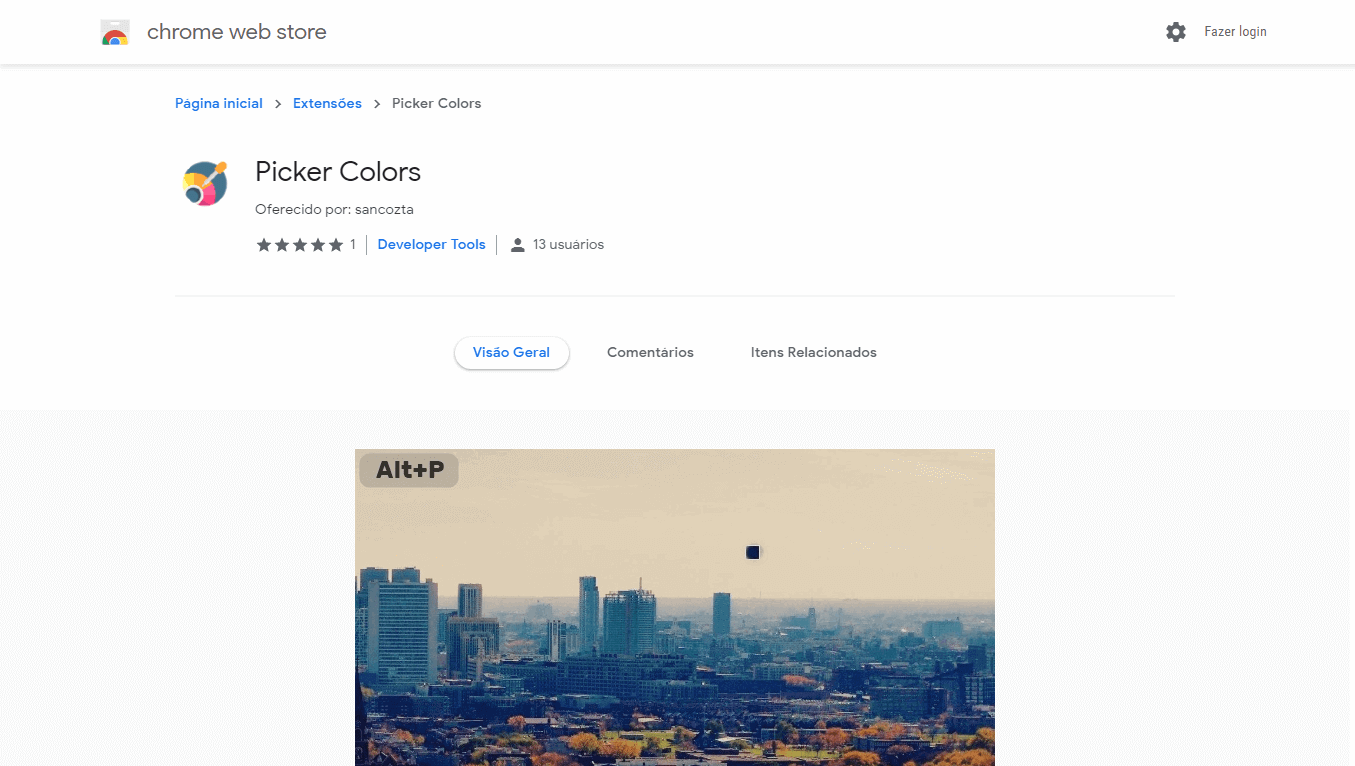 chrome web store
Fazer login
Página inicial > Extensões > Picker Colors
Picker Colors
Oferecido por: sancozta
1 Developer Tools 13 usuários
Visão Geral Comentários Itens Relacionados
Alt+P